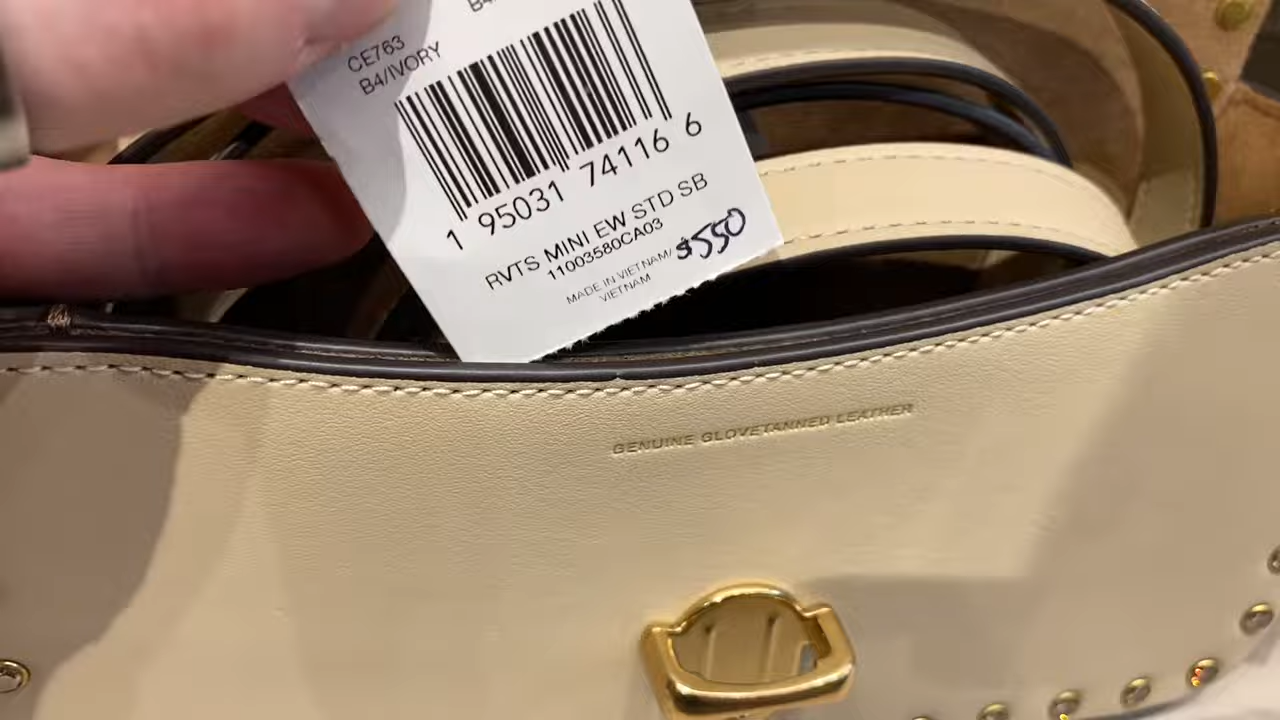 CE763
B4/IVORY
1 95031 74116 6
RVTS MINI EW STD SB
11003580CA03
MADE IN VIETNAM/
VIETNAM
$550
GENUINE GLOVETANNED LEATHER